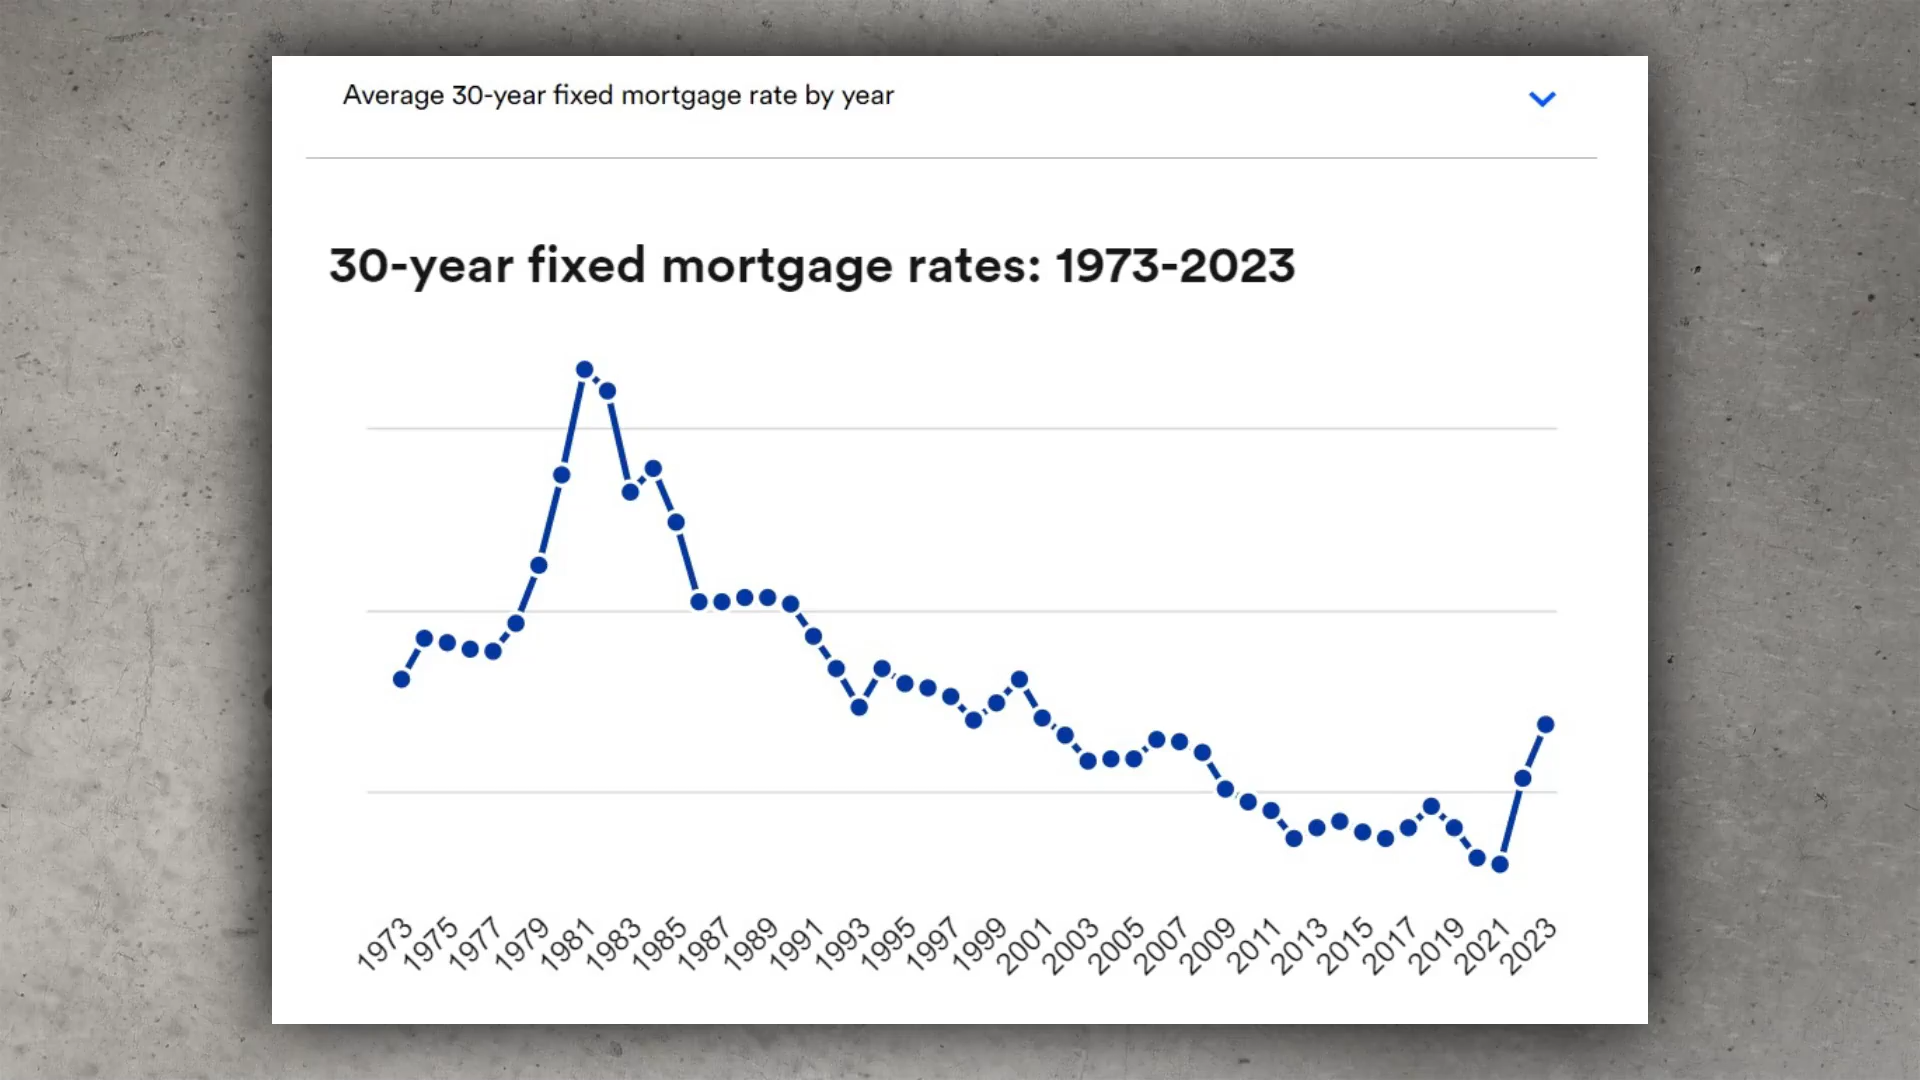 Average 30-year fixed mortgage rate by year
30-year fixed mortgage rates: 1973-2023
1973 1975 1977 1979 1981 1983 1985 1987 1989 1991 1993 1995 1997 1999 2001 2003 2005 2007 2009 2011 2013 2015 2017 2019 2021 2023